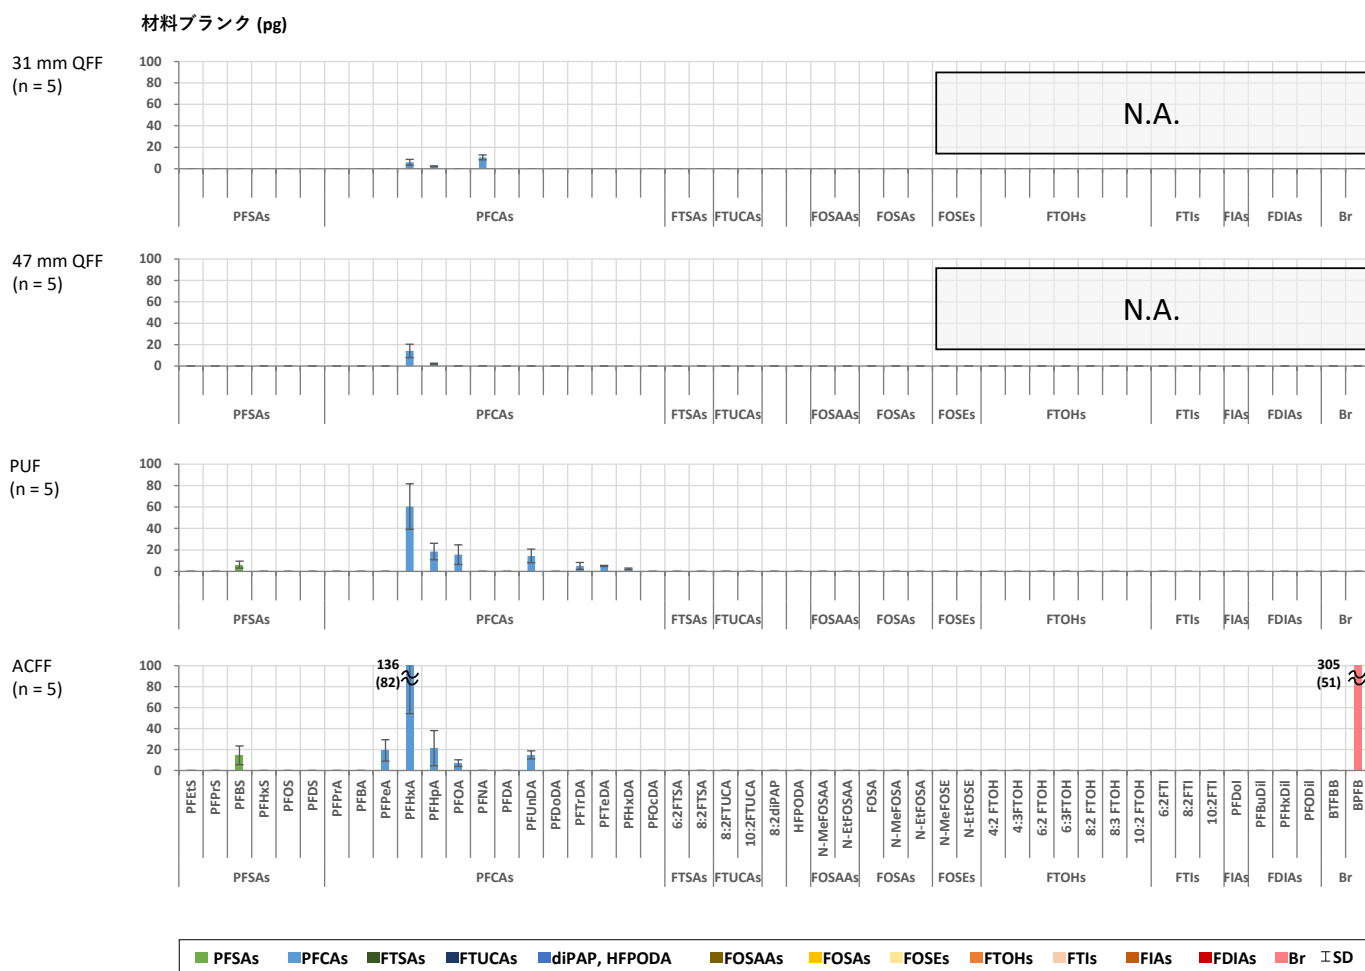 材料ブランク (pg)
31 mm QFF
(n = 5)
100
80
60
40
20
0
N.A.
PFSAs PFCAs FTSAs FTUCAs FOSAAs FOSAs FOSEs FTOHs FTIs FIAs FDIAs Br
47 mm QFF
(n = 5)
100
80
60
40
20
0
N.A.
PFSAs PFCAs FTSAs FTUCAs FOSAAs FOSAs FOSEs FTOHs FTIs FIAs FDIAs Br
PUF
(n = 5)
100
80
60
40
20
0
PFSAs PFCAs FTSAs FTUCAs FOSAAs FOSAs FOSEs FTOHs FTIs FIAs FDIAs Br
ACFF
(n = 5)
100
80
60
40
20
0
136
(82)
305
(51)
PFEtS
PFPrS
PFBS
PFHxS
PFOS
PFDS
PFPrA
PFBA
PFPeA
PFHxA
PFHpA
PFOA
PFNA
PFDA
PFUnDA
PFDoDA
PFTrDA
PFTeDA
PFHxDA
PFOcDA
6:2FTSA
8:2FTSA
8:2FTUCA
10:2FTUCA
8:2diPAP
HFPODA
N-MeFOSAA
N-EtFOSAA
FOSA
N-MeFOSA
N-EtFOSA
N-MeFOSE
N-EtFOSE
4:2 FTOH
4:3FTOH
6:2 FTOH
6:3FTOH
8:2 FTOH
8:3 FTOH
10:2 FTOH
6:2FTI
8:2FTI
10:2FTI
PFDoI
PFBuDiI
PFHxDiI
PFODiI
BTFBB
BPFB
PFSAs PFCAs FTSAs FTUCAs FOSAAs FOSAs FOSEs FTOHs FTIs FIAs FDIAs Br
PFSAs PFCAs FTSAs FTUCAs diPAP, HFPODA FOSAAs FOSAs FOSEs FTOHs FTIs FIAs FDIAs Br SD